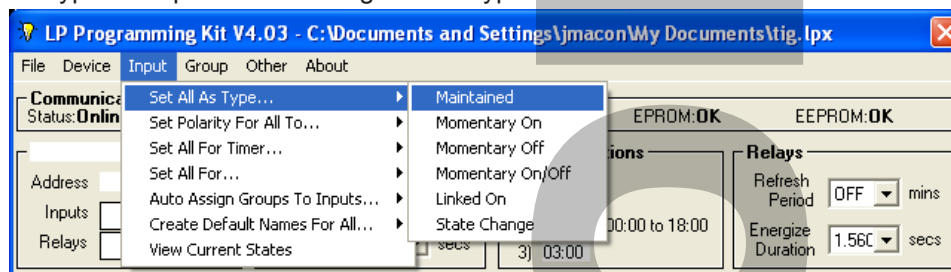 LP Programming Kit V4.03 - C:\Documents and Settings\jmacon\My Documents\tig.lpx
File Device Input Group Other About
Communica
Status:Onlin
EPROM:OK
EEPROM:OK
Set All As Type...
Set Polarity For All To...
Set All For Timer...
Set All For...
Auto Assign Groups To Inputs...
Create Default Names For All...
View Current States
Maintained
Momentary On
Momentary Off
Momentary On/Off
Linked On
State Change
Address
Inputs
Relays
secs
ions
00:00 to 18:00
3) 03:00
Relays
Refresh Period OFF mins
Energize Duration 1.560 secs